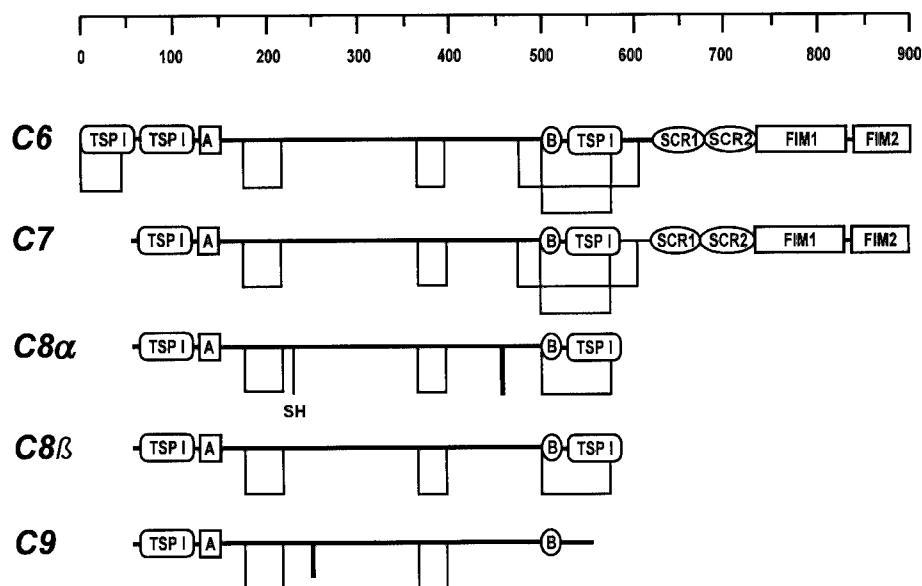 0 100 200 300 400 500 600 700 800 900
C6 TSP I TSP I A B TSP I SCR1 SCR2 FIM1 FIM2
C7 TSP I A B TSP I SCR1 SCR2 FIM1 FIM2
C8α TSP I A B TSP I
SH
C8ß TSP I A B TSP I
C9 TSP I A B